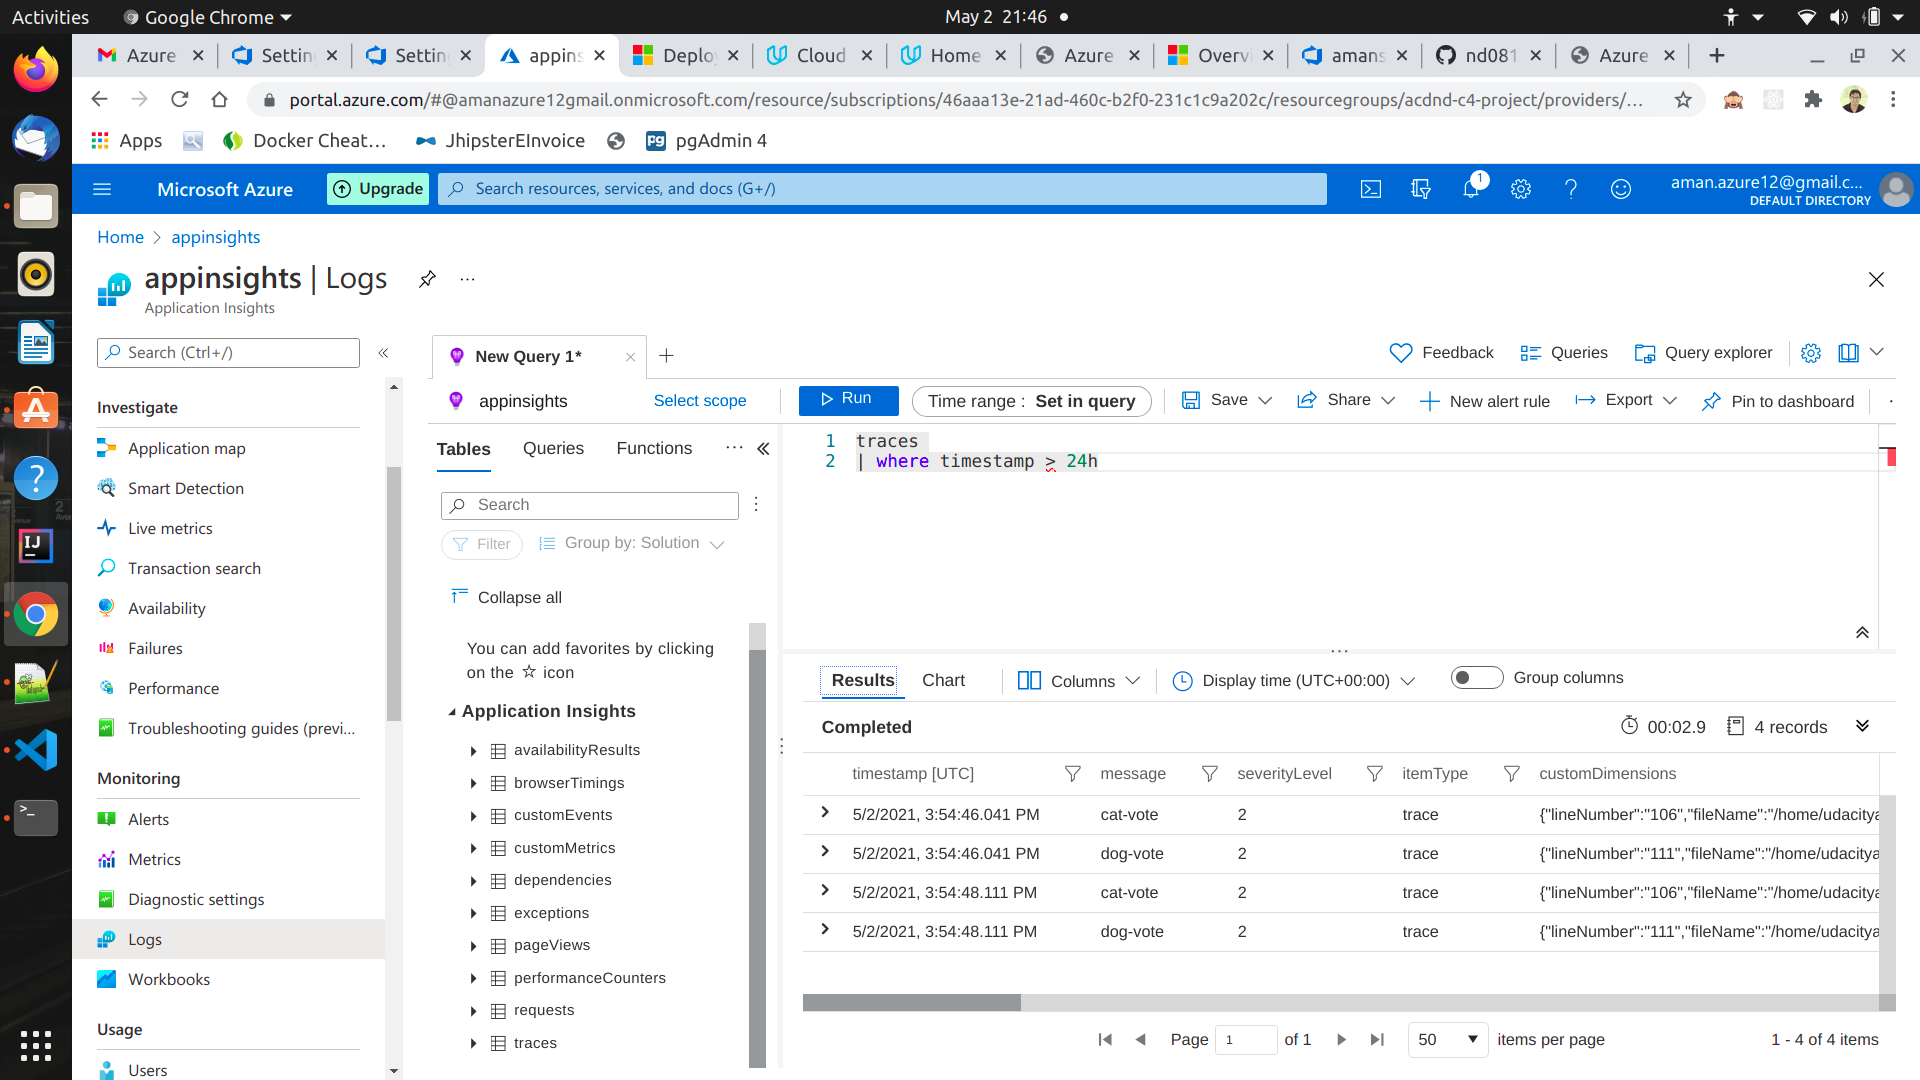 Activities
Google Chrome
May 2 21:46
Azure
Setting
Setting
appins
Deplo
Cloud
Home
Azure
Overvi
amans
nd081
Azure
portal.azure.com/#@amanazure12gmail.onmicrosoft.com/resource/subscriptions/46aaa13e-21ad-460c-b2f0-231c1c9a202c/resourcegroups/acdnd-c4-project/providers/...
Apps
Docker Cheat...
JhipsterEInvoice
pgAdmin 4
Microsoft Azure
Upgrade
Search resources, services, and docs (G+/)
1
aman.azure12@gmail.c...
DEFAULT DIRECTORY
Home > appinsights
appinsights | Logs
Application Insights
Search (Ctrl+/)
Investigate
Application map
Smart Detection
Live metrics
Transaction search
Availability
Failures
Performance
Troubleshooting guides (previ...
Monitoring
Alerts
Metrics
Diagnostic settings
Logs
Workbooks
Usage
Users
New Query 1*
Feedback
Queries
Query explorer
appinsights
Select scope
Run
Time range : Set in query
Save
Share
New alert rule
Export
Pin to dashboard
Tables
Queries
Functions
Search
Filter
Group by: Solution
Collapse all
You can add favorites by clicking
on the ☆ icon
Application Insights
availabilityResults
browserTimings
customEvents
customMetrics
dependencies
exceptions
pageViews
performanceCounters
requests
traces
1 traces
2 | where timestamp > 24h
Results
Chart
Columns
Display time (UTC+00:00)
Group columns
Completed
00:02.9
4 records
timestamp [UTC] message severityLevel itemType customDimensions
5/2/2021, 3:54:46.041 PM cat-vote 2 trace {"lineNumber":"106","fileName":"/home/udacitya
5/2/2021, 3:54:46.041 PM dog-vote 2 trace {"lineNumber":"111","fileName":"/home/udacitya
5/2/2021, 3:54:48.111 PM cat-vote 2 trace {"lineNumber":"106","fileName":"/home/udacitya
5/2/2021, 3:54:48.111 PM dog-vote 2 trace {"lineNumber":"111","fileName":"/home/udacitya
Page 1 of 1
50 items per page
1 - 4 of 4 items